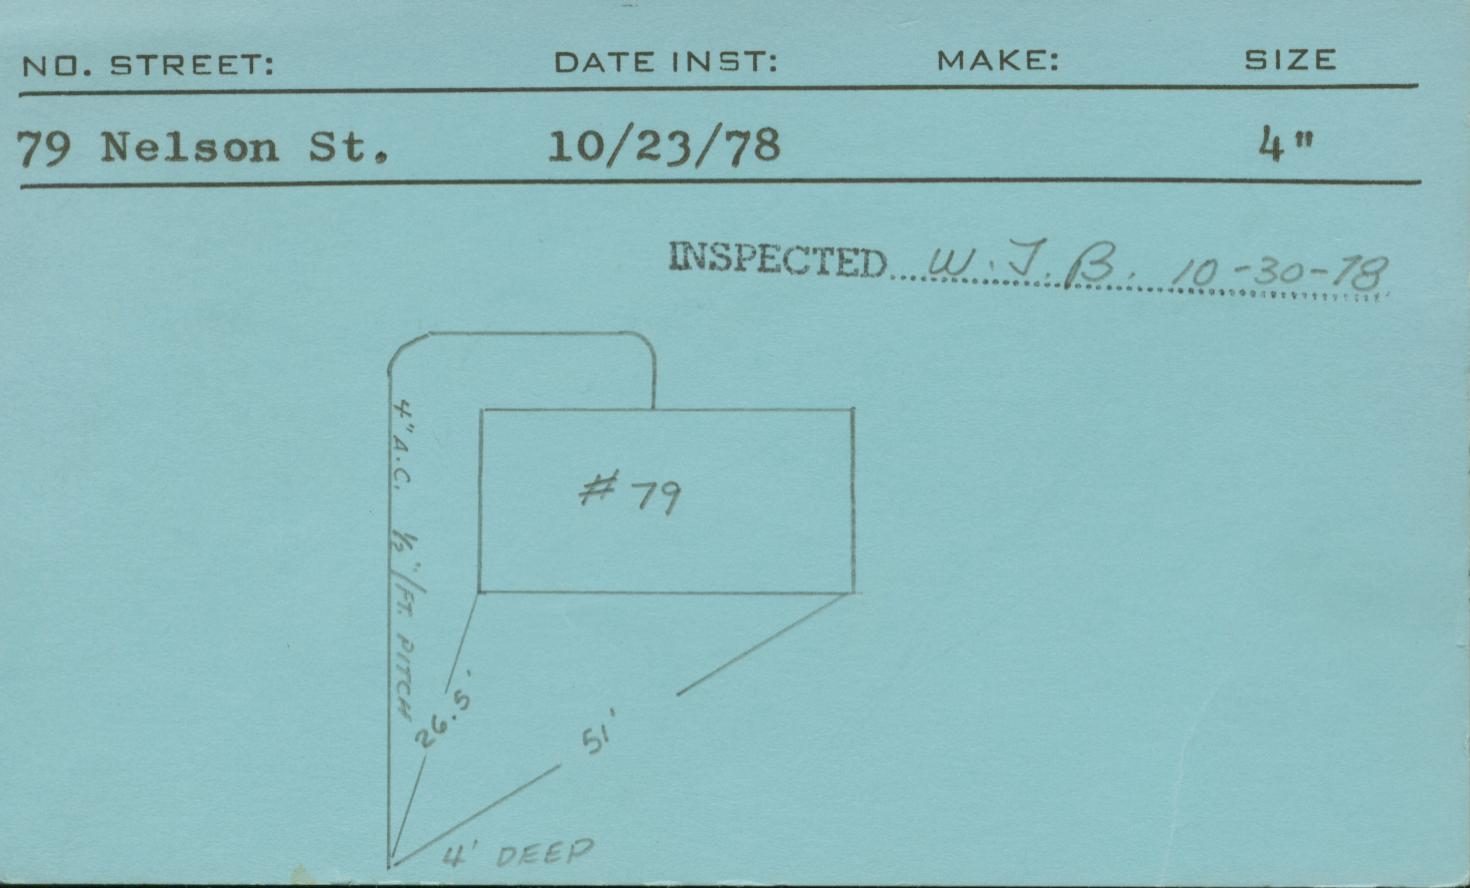 NO. STREET: DATE INST: MAKE: SIZE
79 Nelson St. 10/23/78 4"
INSPECTED W.J.B. 10-30-78
4" A.C. 1/2"/FT. PITCH
# 79
26.5'
51'
4' DEEP